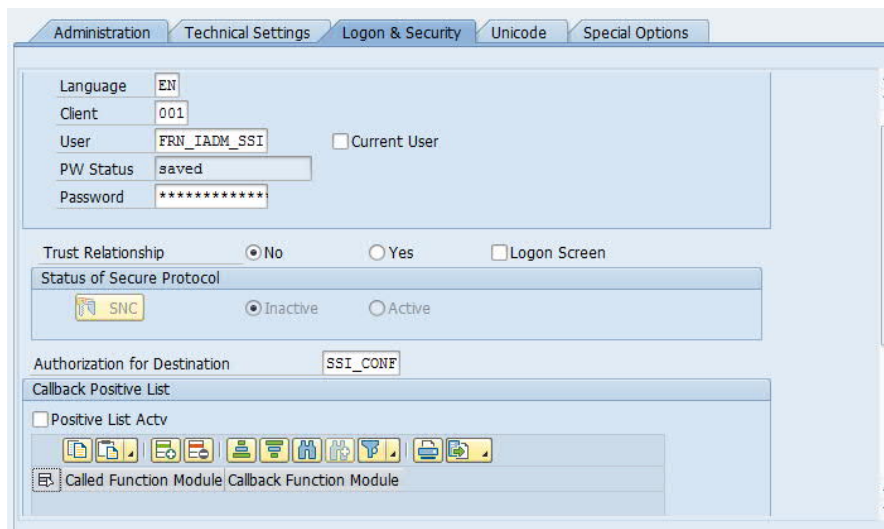 Administration Technical Settings Logon & Security Unicode Special Options
Language EN
Client 001
User FRN_IADM_SSI Current User
PW Status saved
Password *************
Trust Relationship No Yes Logon Screen
Status of Secure Protocol
SNC Inactive Active
Authorization for Destination SSI_CONF
Callback Positive List
Positive List Actv
Called Function Module Callback Function Module